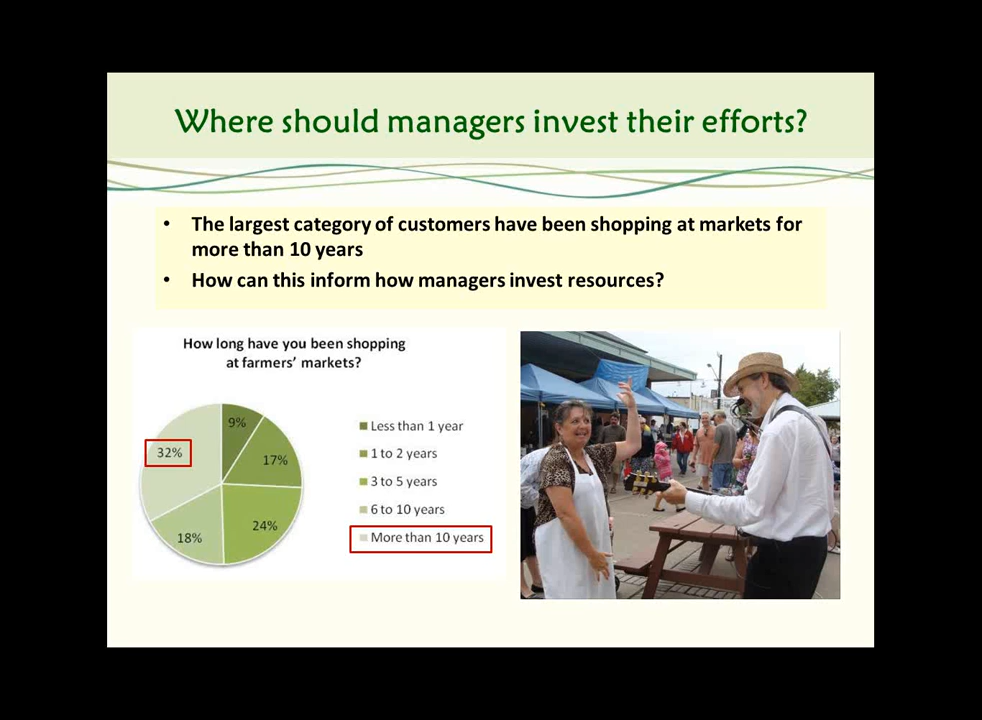 Where should managers invest their efforts?
• The largest category of customers have been shopping at markets for
more than 10 years
• How can this inform how managers invest resources?
How long have you been shopping
at farmers' markets?
9%
17%
24%
18%
32%
Less than 1 year
1 to 2 years
3 to 5 years
6 to 10 years
More than 10 years